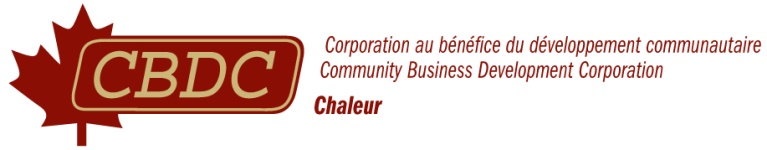 CBDC
Corporation au bénéfice du développement communautaire
Community Business Development Corporation
Chaleur